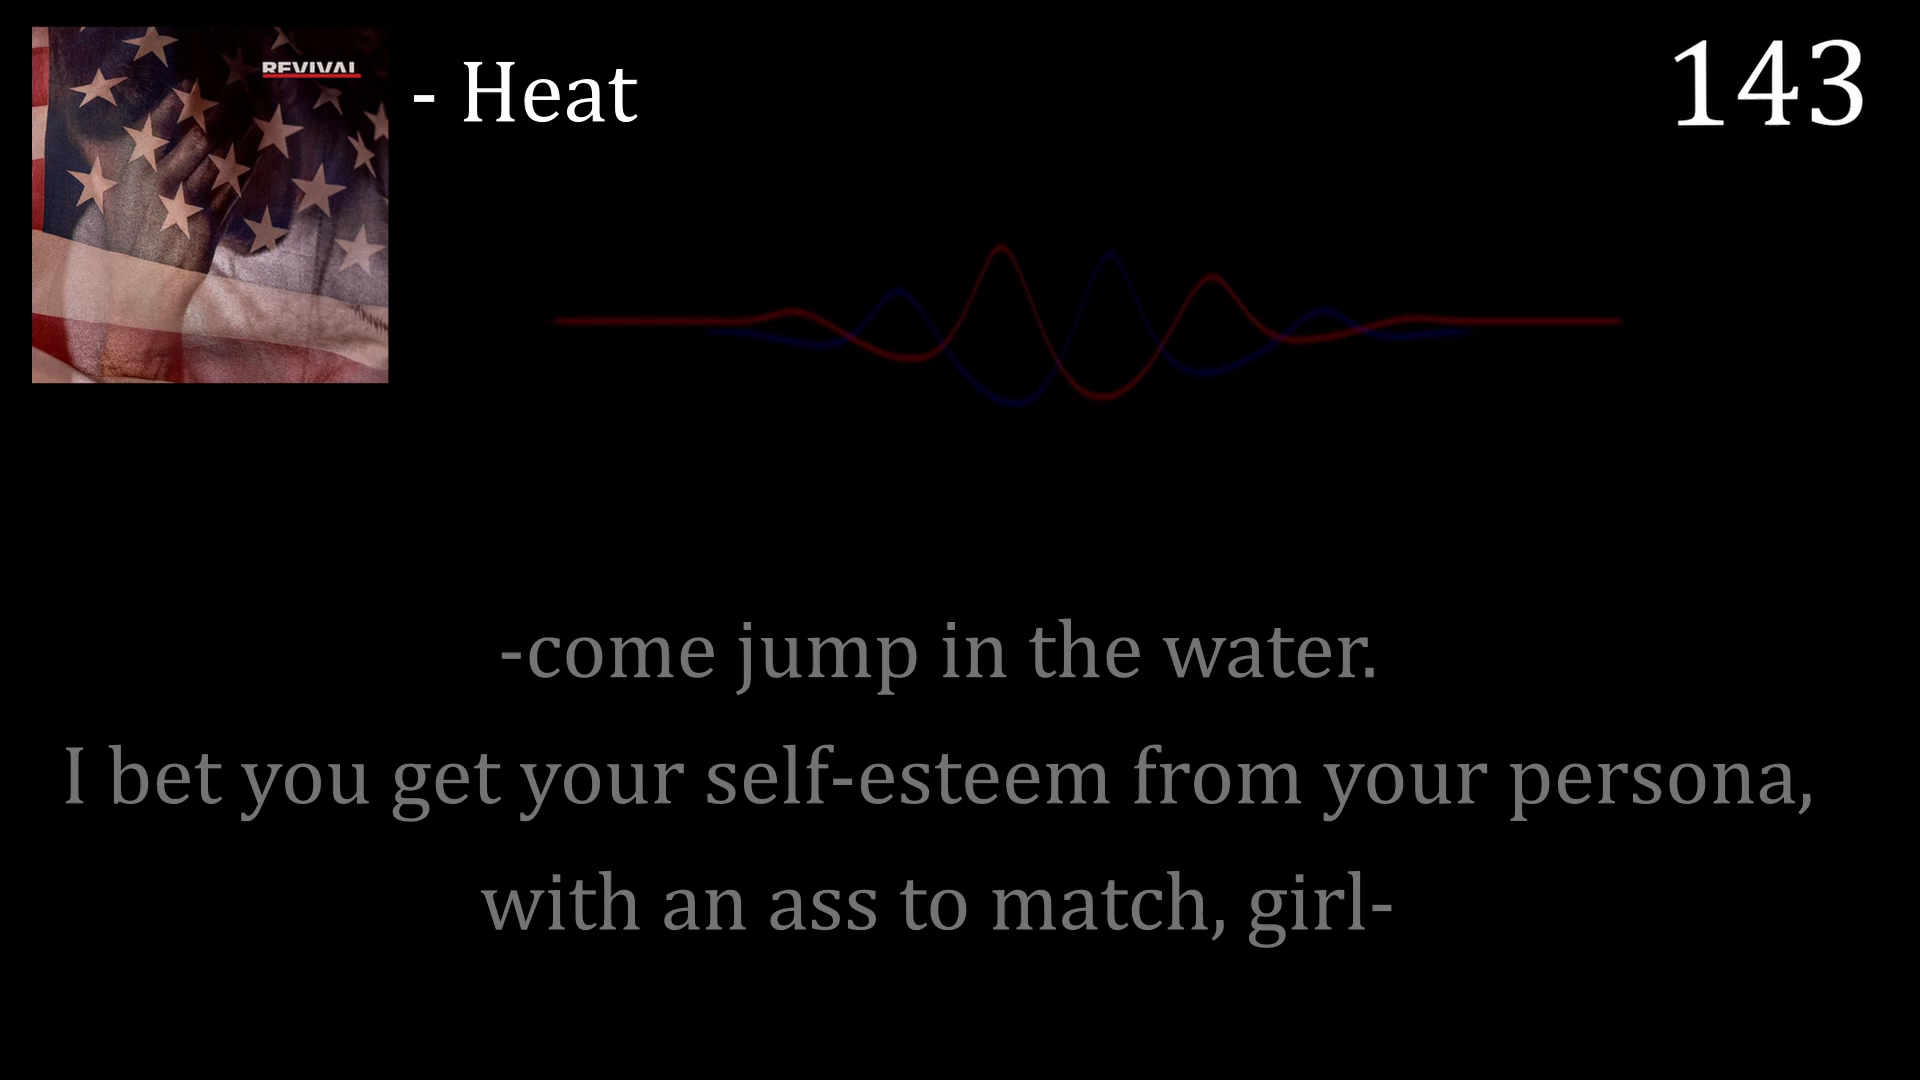 REVIVAL
- Heat
143
-come jump in the water.
I bet you get your self-esteem from your persona,
with an ass to match, girl-